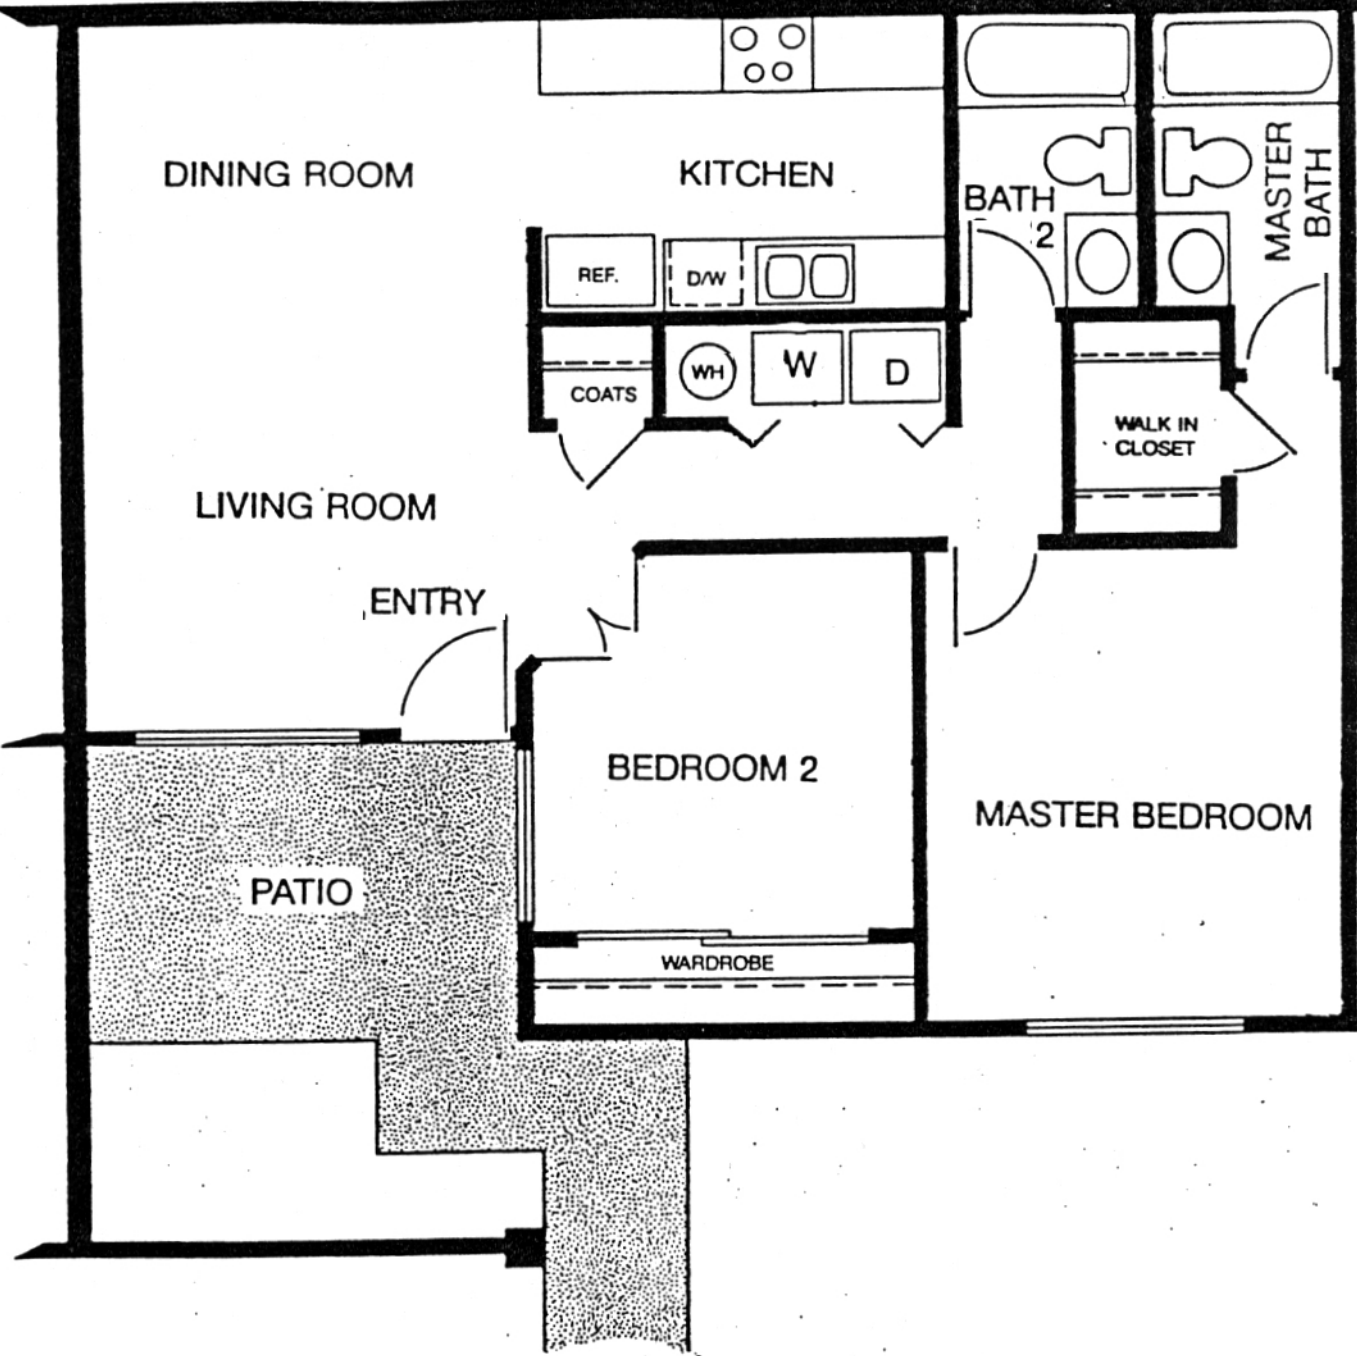 DINING ROOM
KITCHEN
BATH
2
MASTER
BATH
REF.
D/W
COATS
WH
W
D
WALK IN
CLOSET
LIVING ROOM
ENTRY
BEDROOM 2
MASTER BEDROOM
PATIO
WARDROBE